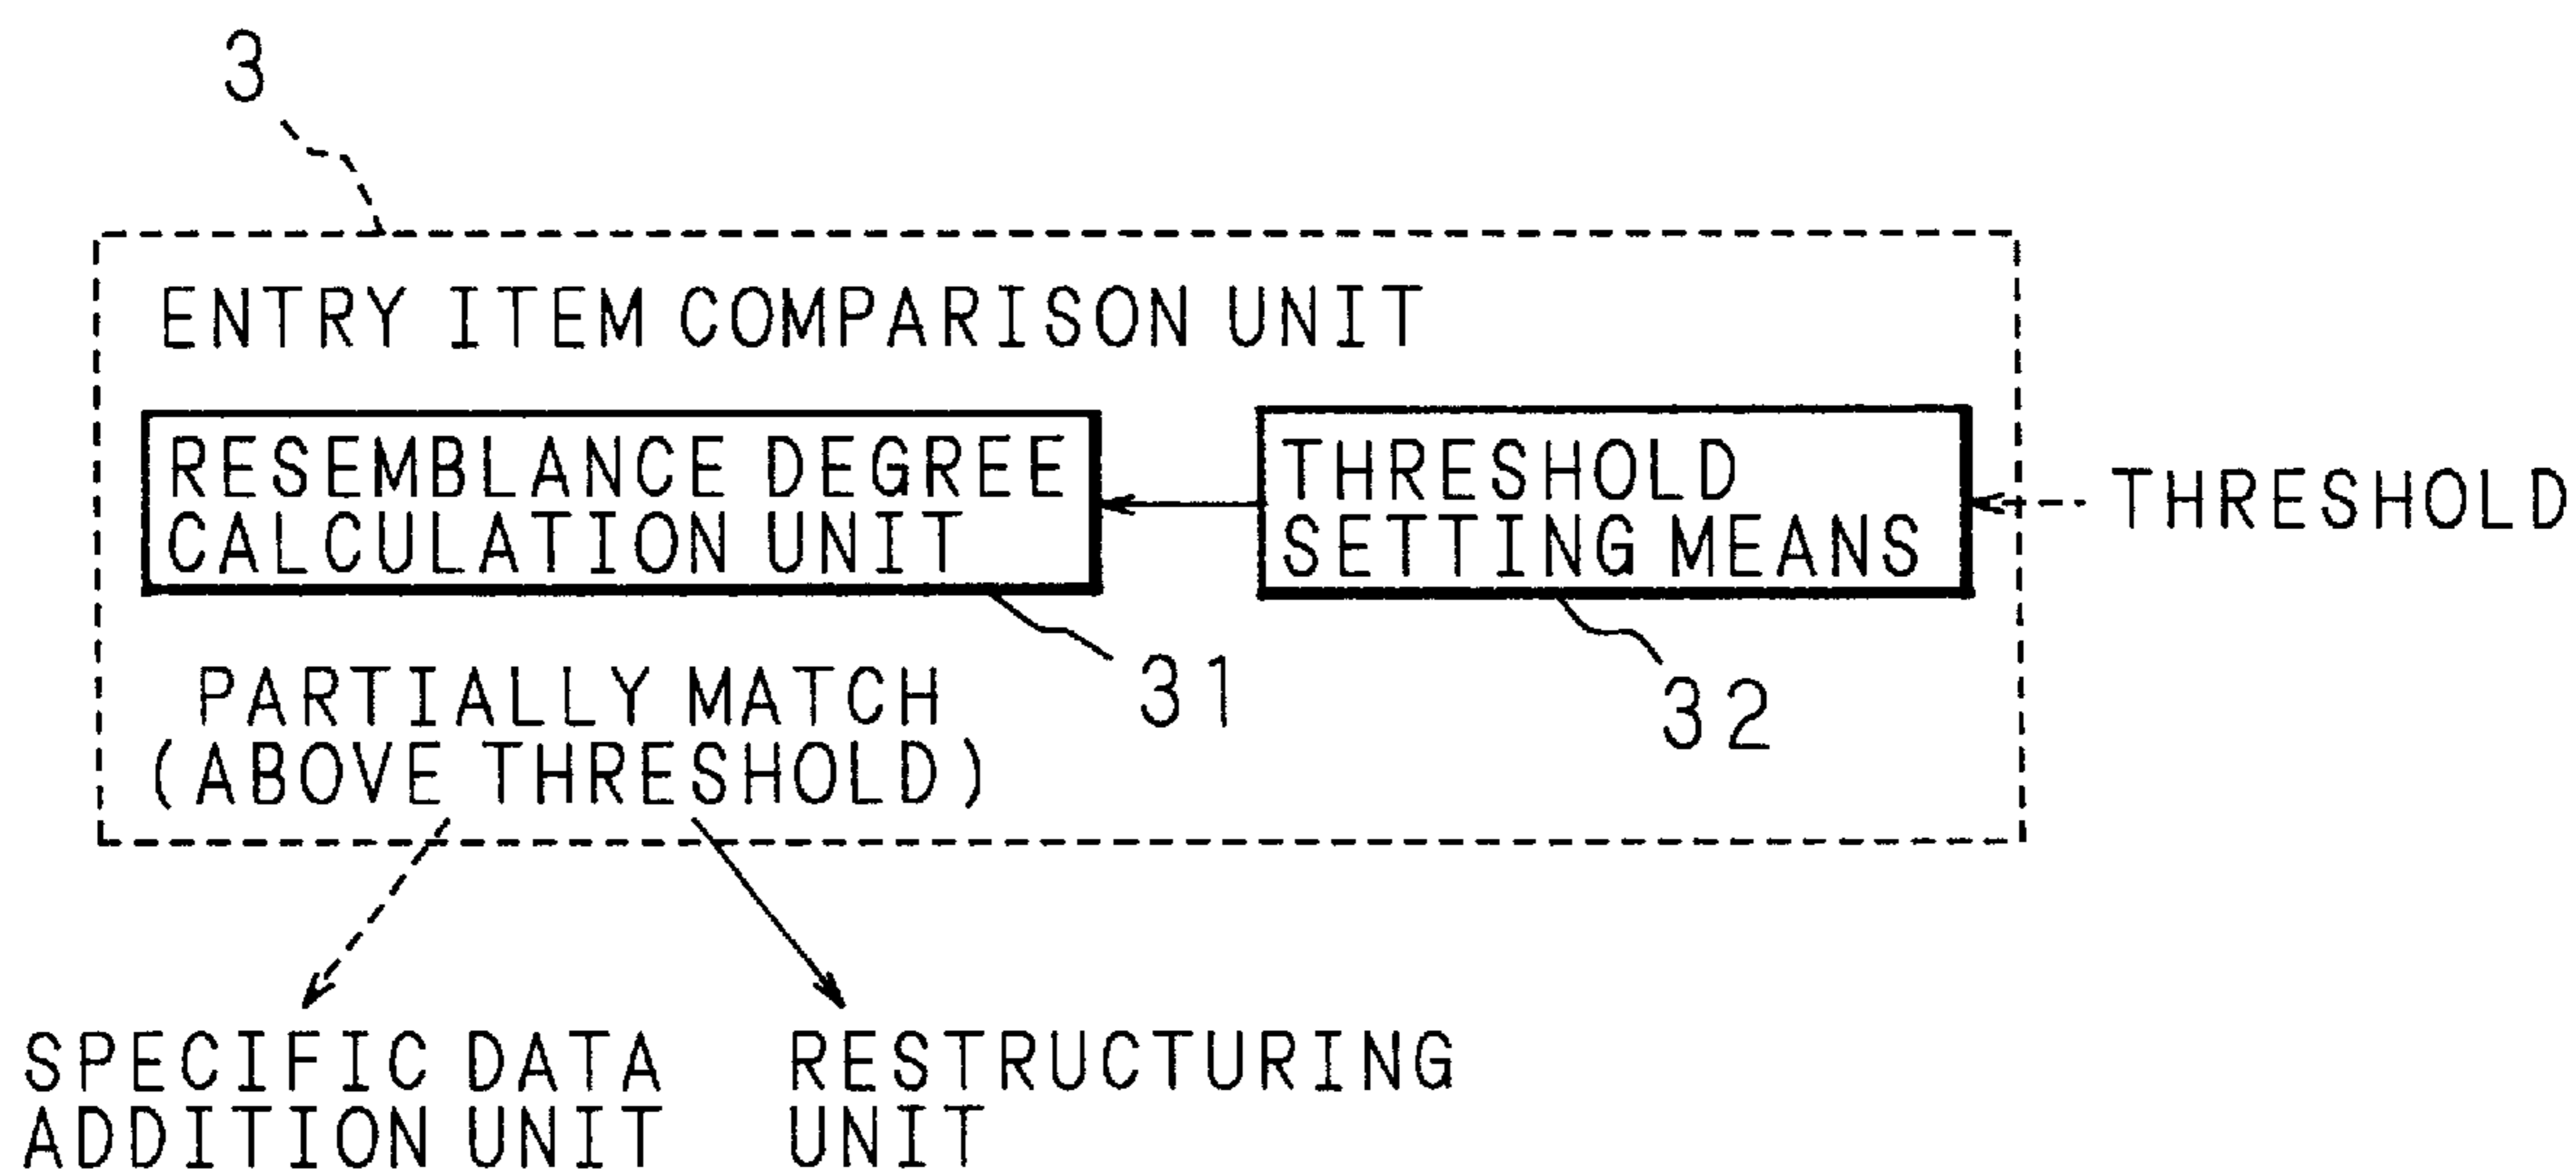 3
ENTRY ITEM COMPARISON UNIT
RESEMBLANCE DEGREE
CALCULATION UNIT
THRESHOLD
SETTING MEANS
THRESHOLD
31
32
PARTIALLY MATCH
(ABOVE THRESHOLD)
SPECIFIC DATA
ADDITION UNIT
RESTRUCTURING
UNIT